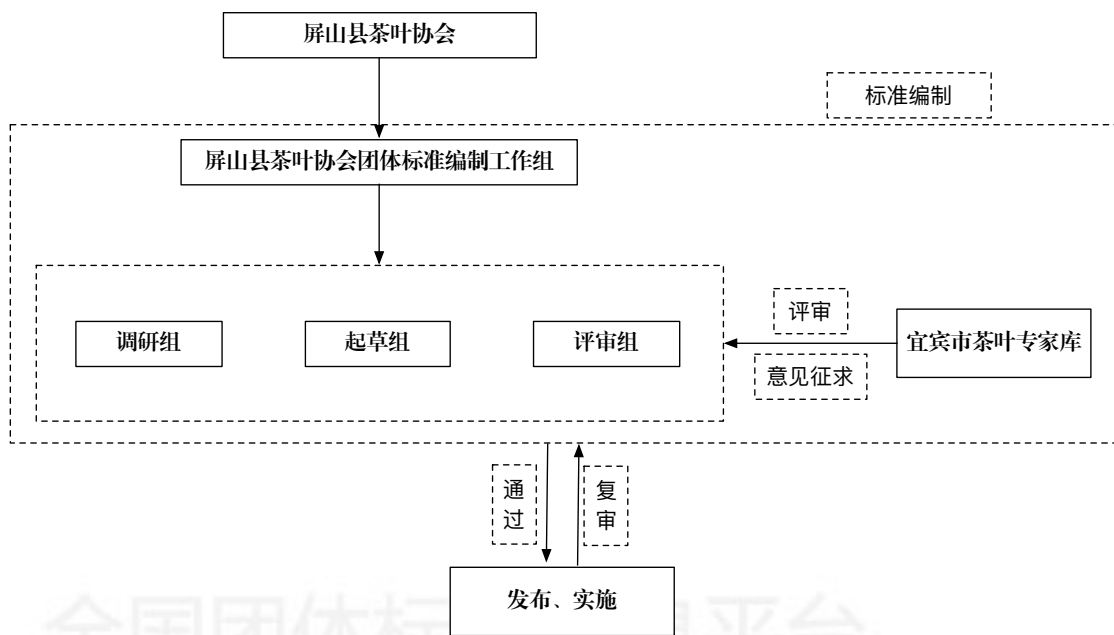 屏山县茶叶协会
标准编制
屏山县茶叶协会团体标准编制工作组
评审
调研组
起草组
评审组
宜宾市茶叶专家库
意见征求
通
过
复
审
发布、实施